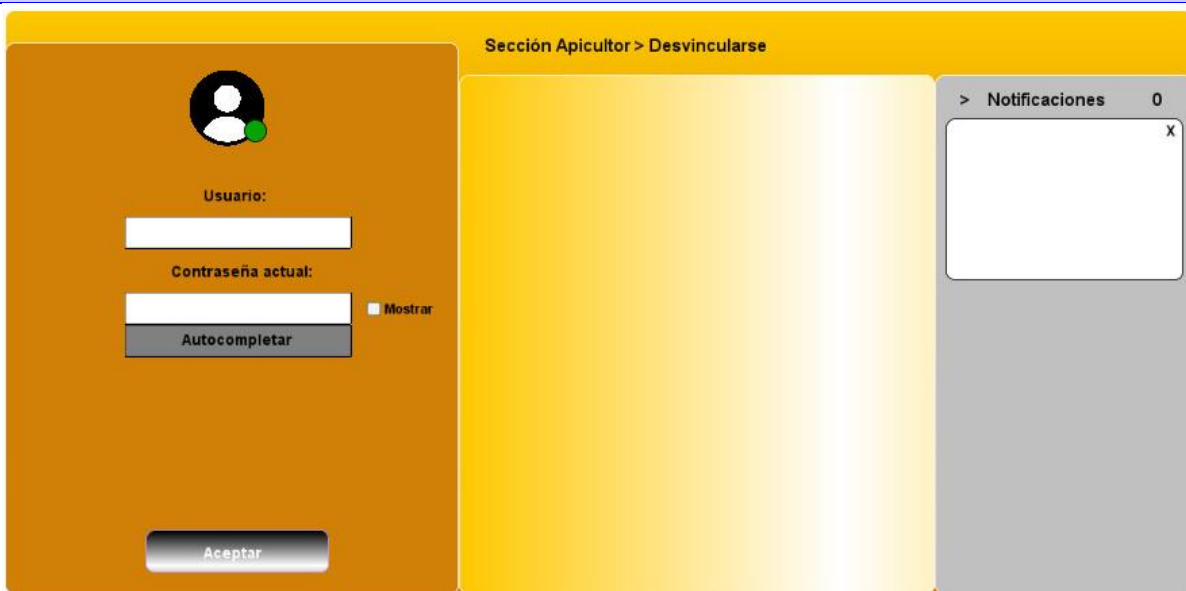 Sección Apicultor > Desvincularse
Usuario:
Contraseña actual:
Mostrar
Autocompletar
Aceptar
> Notificaciones 0
X